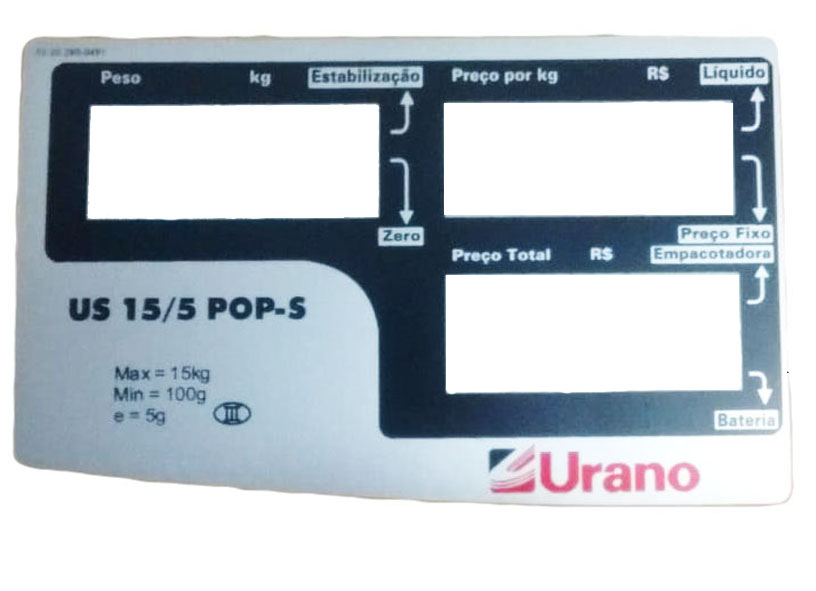 Peso kg Estabilização
Zero
Preço por kg R$ Líquido
Preço Fixo
Preço Total R$ Empacotadora
Bateria
US 15/5 POP-S
Max = 15kg
Min = 100g
e = 5g III
Urano